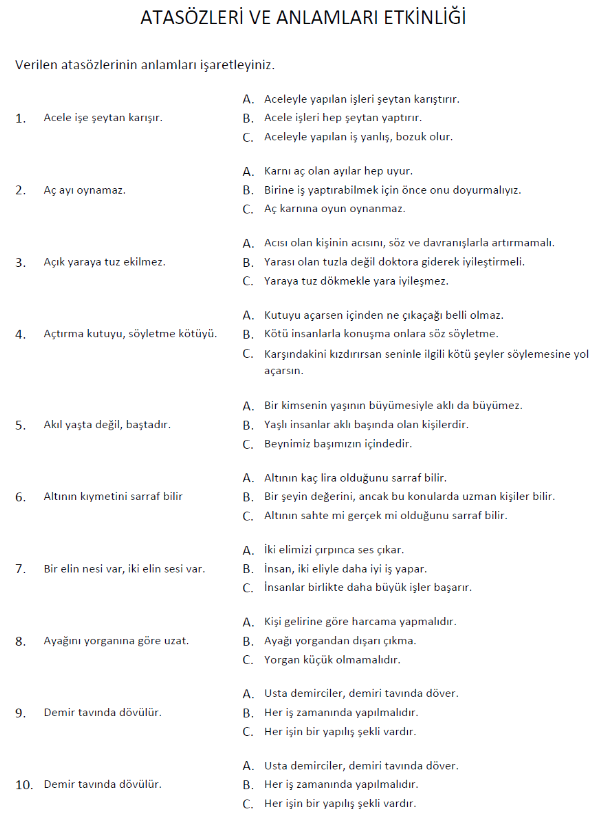 ATASÖZLERİ VE ANLAMLARI ETKİNLİĞİ
Verilen atasözlerinin anlamları işaretleyiniz.
1. Acele işe şeytan karışır.
A. Aceleyle yapılan işleri şeytan karıştırır.
B. Acele işleri hep şeytan yaptırır.
C. Aceleyle yapılan iş yanlış, bozuk olur.
2. Aç ayı oynamaz.
A. Karnı aç olan ayılar hep uyur.
B. Birine iş yaptırabilmek için önce onu doyurmalıyız.
C. Aç karnına oyun oynanmaz.
3. Açık yaraya tuz ekilmez.
A. Acısı olan kişinin acısını, söz ve davranışlarla artırmamalı.
B. Yarası olan tuzla değil doktora giderek iyileştirmeli.
C. Yaraya tuz dökmekle yara iyileşmez.
4. Açtırma kutuyu, söyletme kötüyü.
A. Kutuyu açarsen içinden ne çıkaçağı belli olmaz.
B. Kötü insanlarla konuşma onlara söz söyletme.
C. Karşındakini kızdırırsan seninle ilgili kötü şeyler söylemesine yol
açarsın.
5. Akıl yaşta değil, baştadır.
A. Bir kimsenin yaşının büyümesiyle aklı da büyümez.
B. Yaşlı insanlar aklı başında olan kişilerdir.
C. Beynimiz başımızın içindedir.
6. Altının kıymetini sarraf bilir
A. Altının kaç lira olduğunu sarraf bilir.
B. Bir şeyin değerini, ancak bu konularda uzman kişiler bilir.
C. Altının sahte mi gerçek mi olduğunu sarraf bilir.
7. Bir elin nesi var, iki elin sesi var.
A. İki elimizi çırpınca ses çıkar.
B. İnsan, iki eliyle daha iyi iş yapar.
C. İnsanlar birlikte daha büyük işler başarır.
8. Ayağını yorganına göre uzat.
A. Kişi gelirine göre harcama yapmalıdır.
B. Ayağı yorgandan dışarı çıkma.
C. Yorgan küçük olmamalıdır.
9. Demir tavında dövülür.
A. Usta demirciler, demiri tavında döver.
B. Her iş zamanında yapılmalıdır.
C. Her işin bir yapılış şekli vardır.
10. Demir tavında dövülür.
A. Usta demirciler, demiri tavında döver.
B. Her iş zamanında yapılmalıdır.
C. Her işin bir yapılış şekli vardır.